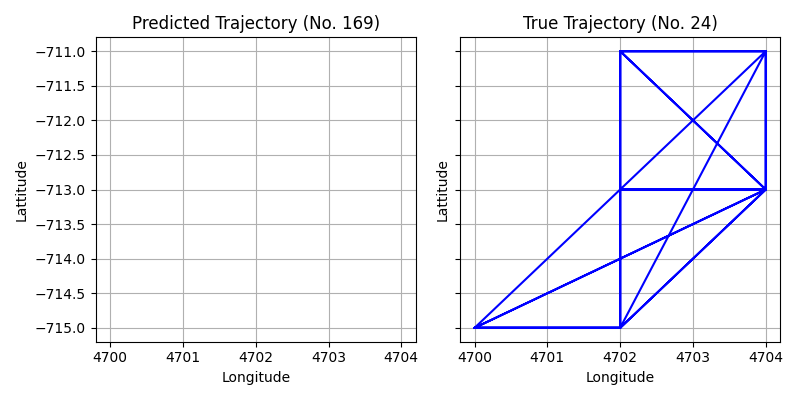 Predicted Trajectory (No. 169)
True Trajectory (No. 24)
−711.0
−711.5
−712.0
−712.5
−713.0
−713.5
−714.0
−714.5
−715.0
Lattitude
Lattitude
4700 4701 4702 4703 4704
4700 4701 4702 4703 4704
Longitude
Longitude